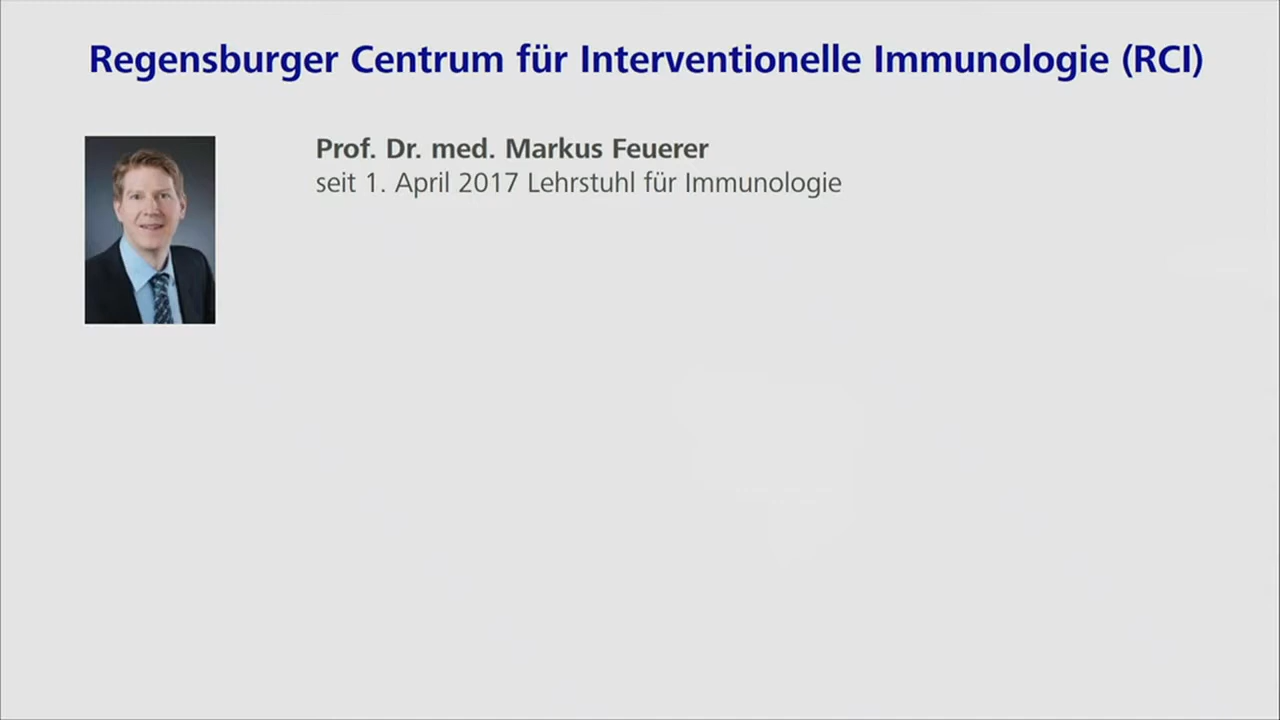 Regensburger Centrum für Interventionelle Immunologie (RCI)
Prof. Dr. med. Markus Feuerer
seit 1. April 2017 Lehrstuhl für Immunologie